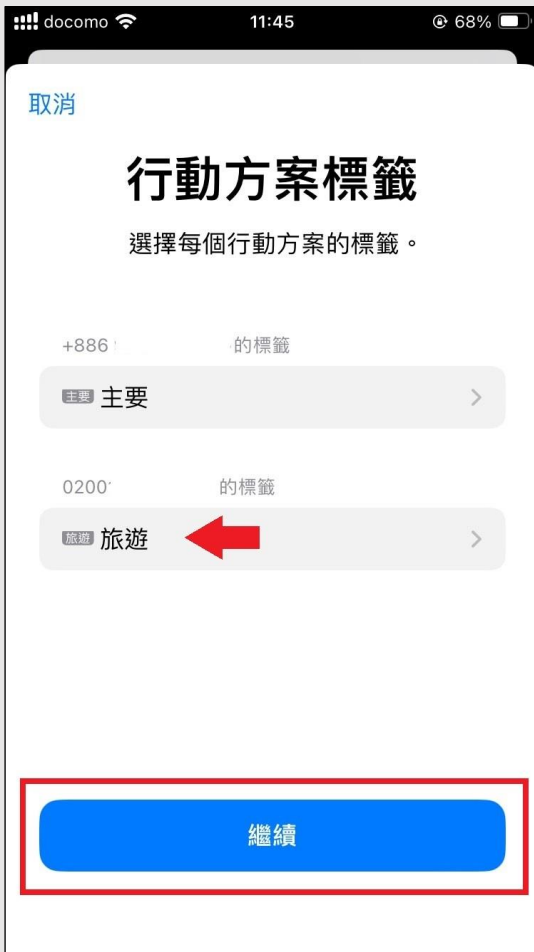 docomo 11:45 68%
取消
行動方案標籤
選擇每個行動方案的標籤。
+886 的標籤
主要 主要
0200 的標籤
旅遊 旅遊
繼續